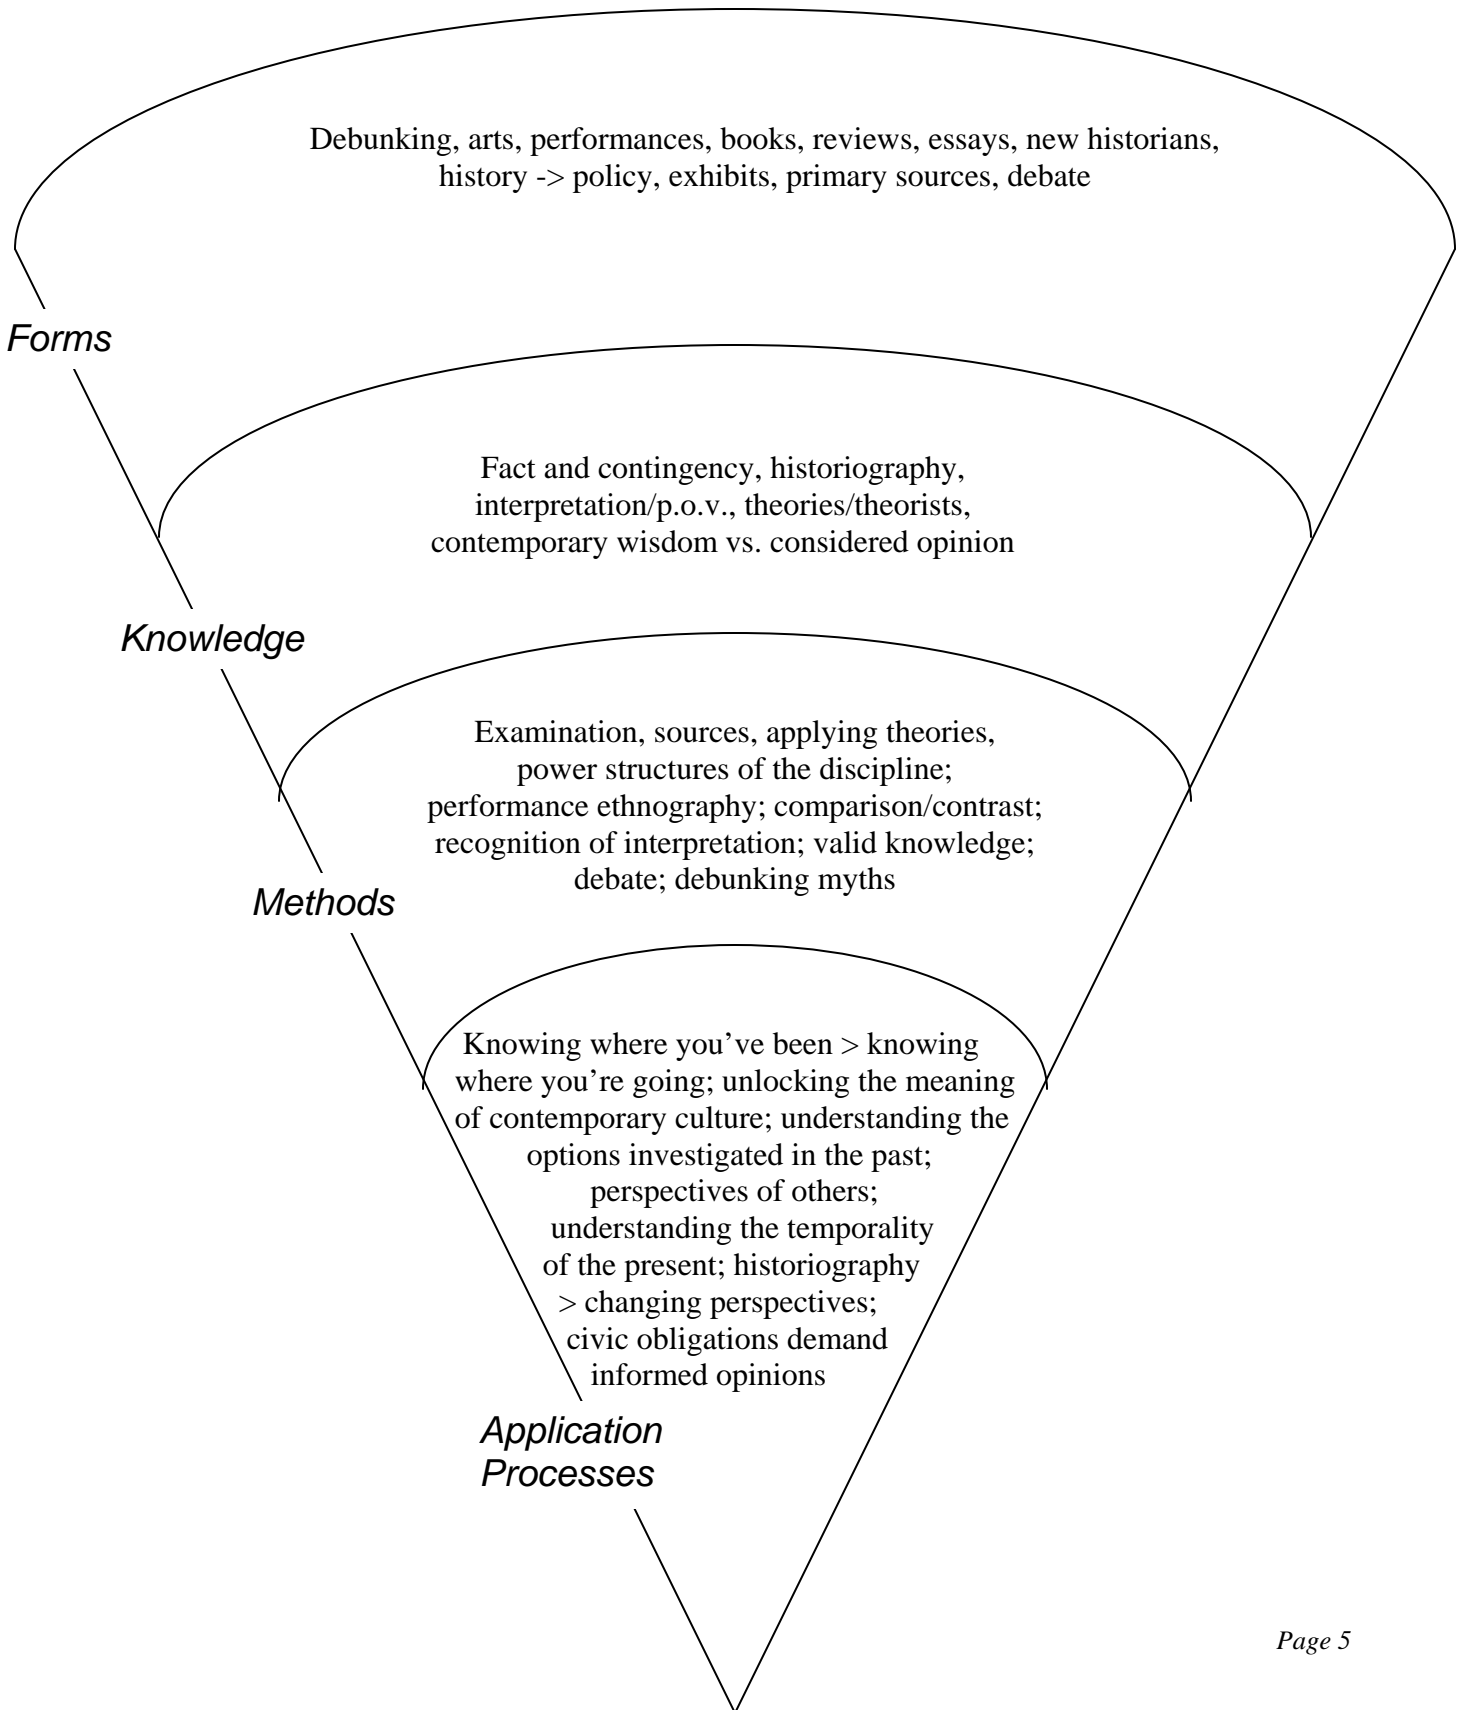 Debunking, arts, performances, books, reviews, essays, new historians,
history -> policy, exhibits, primary sources, debate
Forms
Fact and contingency, historiography,
interpretation/p.o.v., theories/theorists,
contemporary wisdom vs. considered opinion
Knowledge
Examination, sources, applying theories,
power structures of the discipline;
performance ethnography; comparison/contrast;
recognition of interpretation; valid knowledge;
debate; debunking myths
Methods
Knowing where you’ve been > knowing
where you’re going; unlocking the meaning
of contemporary culture; understanding the
options investigated in the past;
perspectives of others;
understanding the temporality
of the present; historiography
> changing perspectives;
civic obligations demand
informed opinions
Application
Processes
Page 5